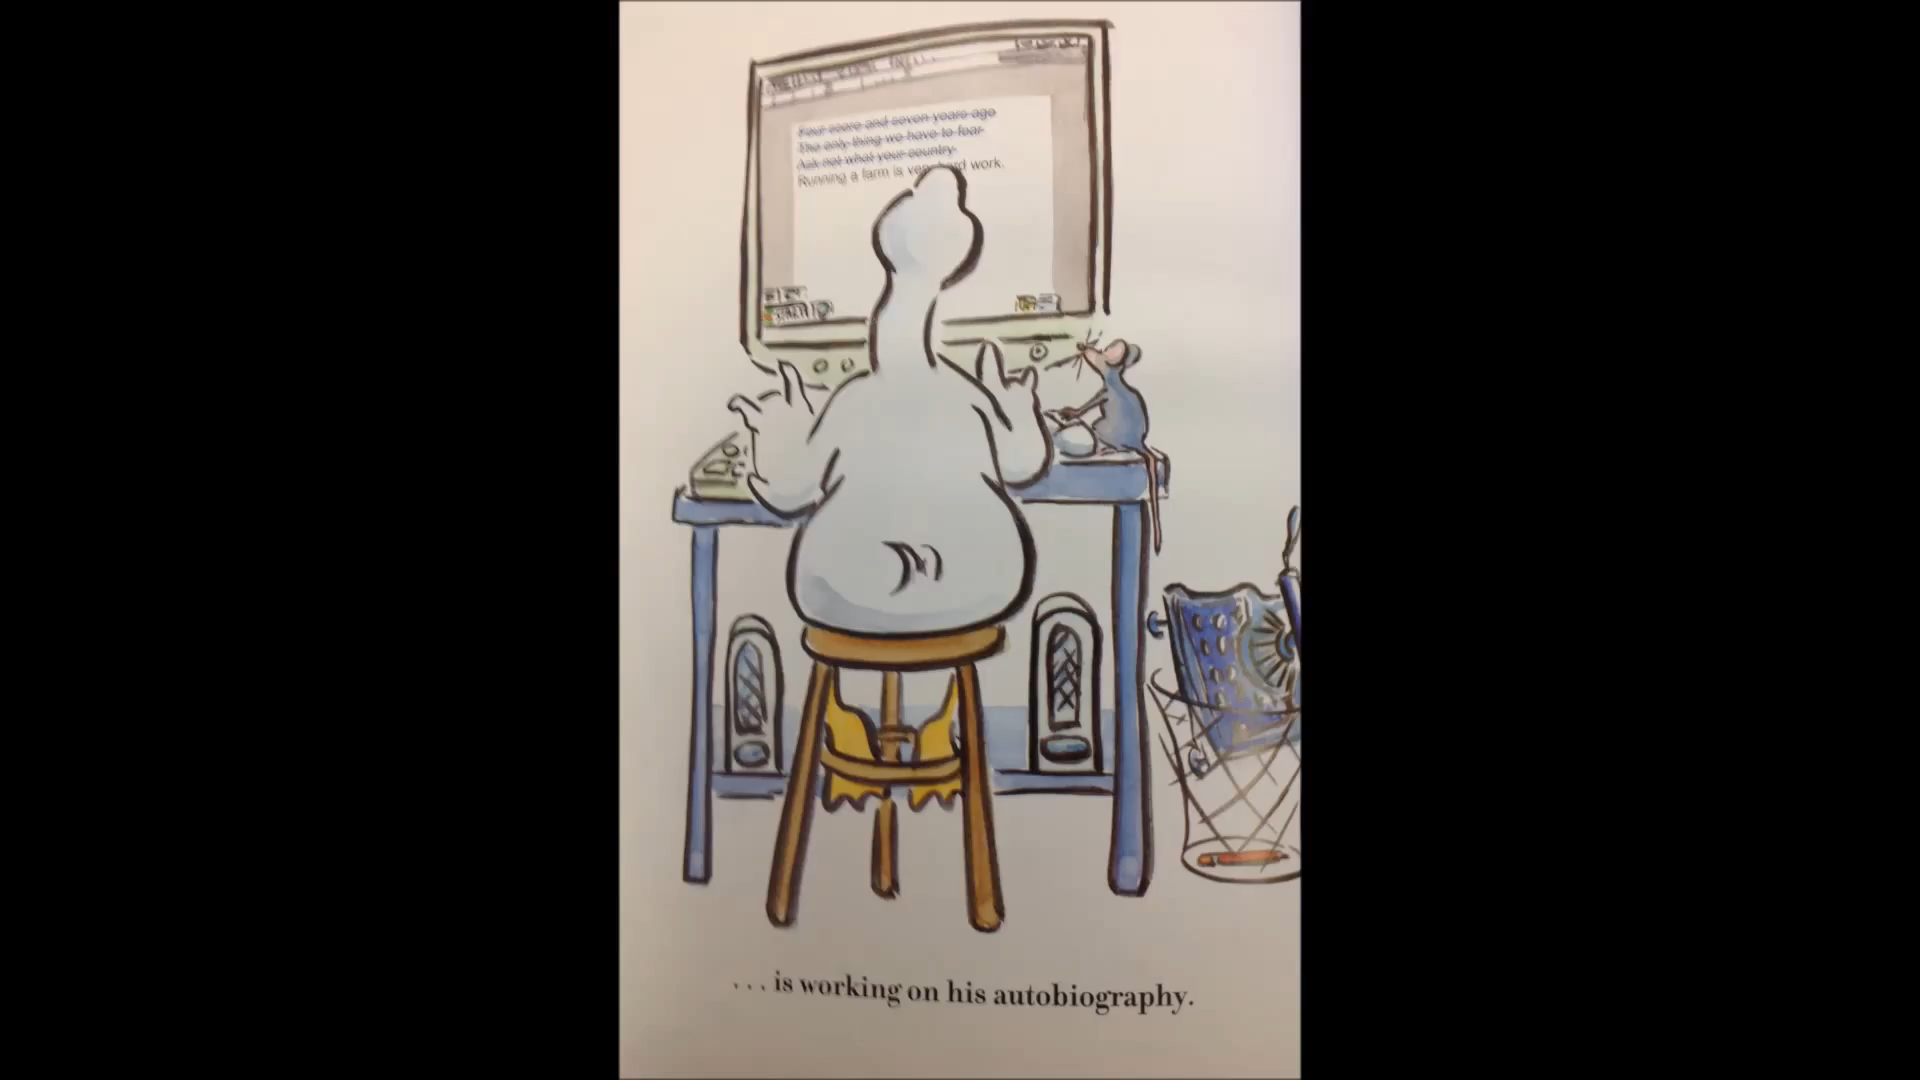 Four score and seven years ago
The only thing we have to fear
Ask not what your country
Running a farm is very hard work.
. . . is working on his autobiography.